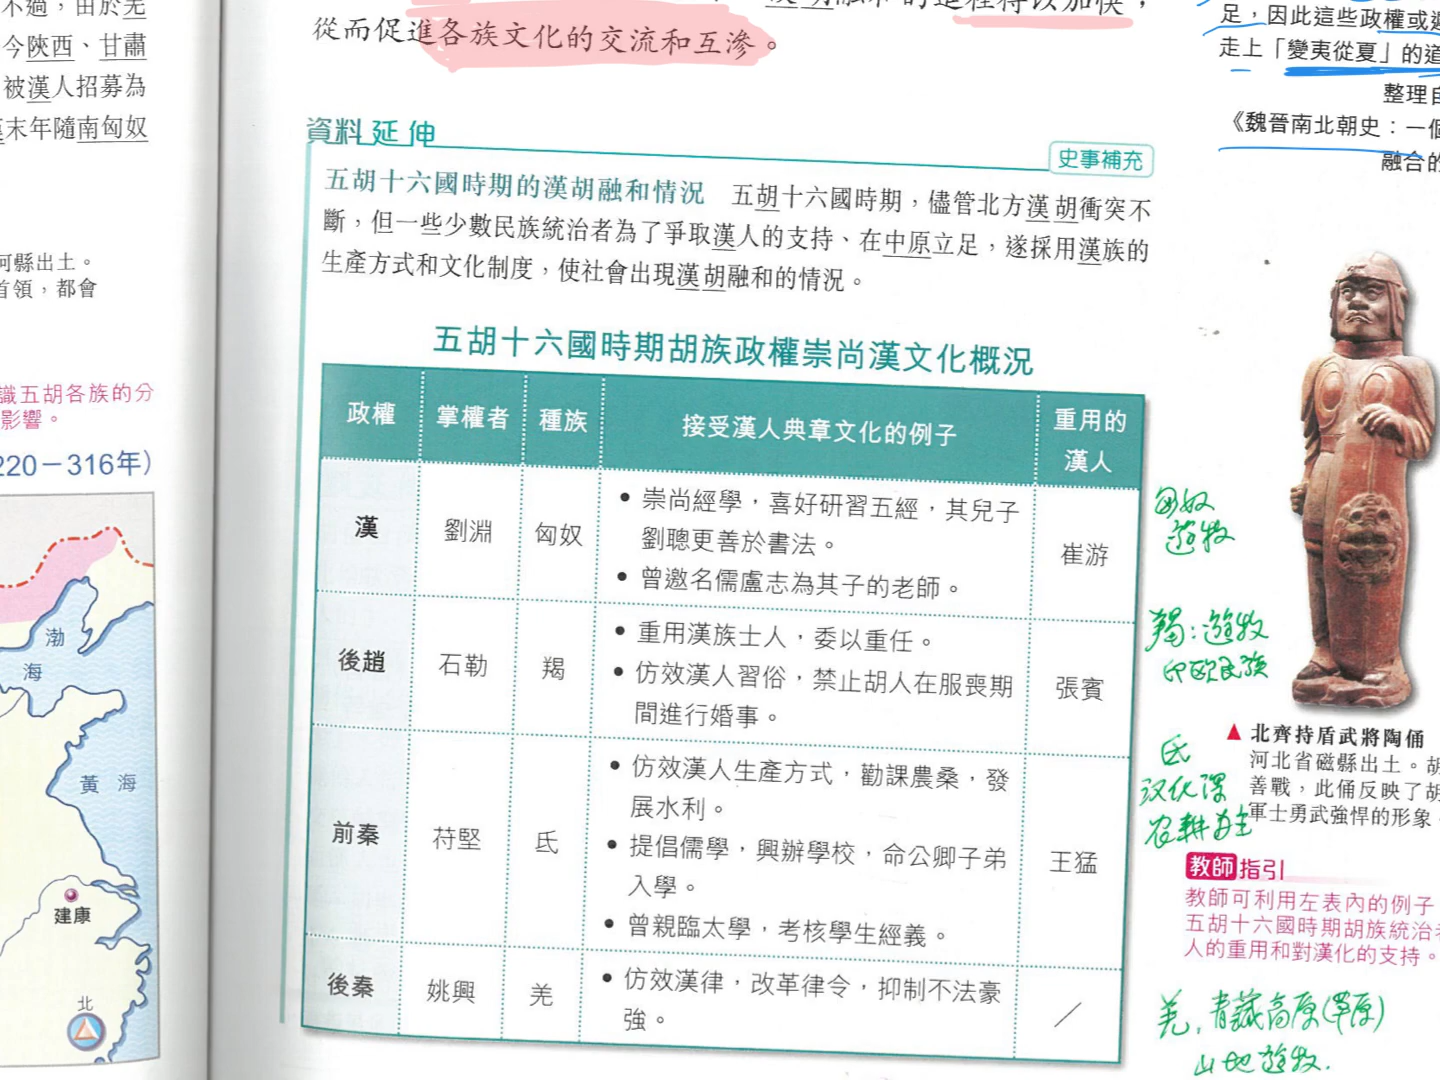 不過，由於羌
今陝西、甘肅
被漢人招募為
末年隨南匈奴
河縣出土。
首領，都會
識五胡各族的分
影響。
220－316年）
渤
海
黃海
建康
北
從而促進各族文化的交流和互滲。
資料延伸
史事補充
五胡十六國時期的漢胡融和情況　五胡十六國時期，儘管北方漢胡衝突不
斷，但一些少數民族統治者為了爭取漢人的支持、在中原立足，遂採用漢族的
生產方式和文化制度，使社會出現漢胡融和的情況。
五胡十六國時期胡族政權崇尚漢文化概況
政權 掌權者 種族 接受漢人典章文化的例子 重用的
漢人
漢 劉淵 匈奴
• 崇尚經學，喜好研習五經，其兒子
劉聰更善於書法。
• 曾邀名儒盧志為其子的老師。
崔游
後趙 石勒 羯
• 重用漢族士人，委以重任。
• 仿效漢人習俗，禁止胡人在服喪期
間進行婚事。
張賓
前秦 苻堅 氐
• 仿效漢人生產方式，勸課農桑，發
展水利。
• 提倡儒學，興辦學校，命公卿子弟
入學。
• 曾親臨太學，考核學生經義。
王猛
後秦 姚興 羌
• 仿效漢律，改革律令，抑制不法豪
強。
／
足，因此這些政權或
走上「變夷從夏」的道
整理自
《魏晉南北朝史：一個
融合的
匈奴
遊牧
羯：遊牧
印欧民族
氐
汉化深
农耕为主
▲ 北齊持盾武將陶俑
河北省磁縣出土。胡
善戰，此俑反映了胡
軍士勇武強悍的形象。
教師指引
教師可利用左表內的例子
五胡十六國時期胡族統治者
人的重用和對漢化的支持。
羌，青藏高原(草原)
山地遊牧.